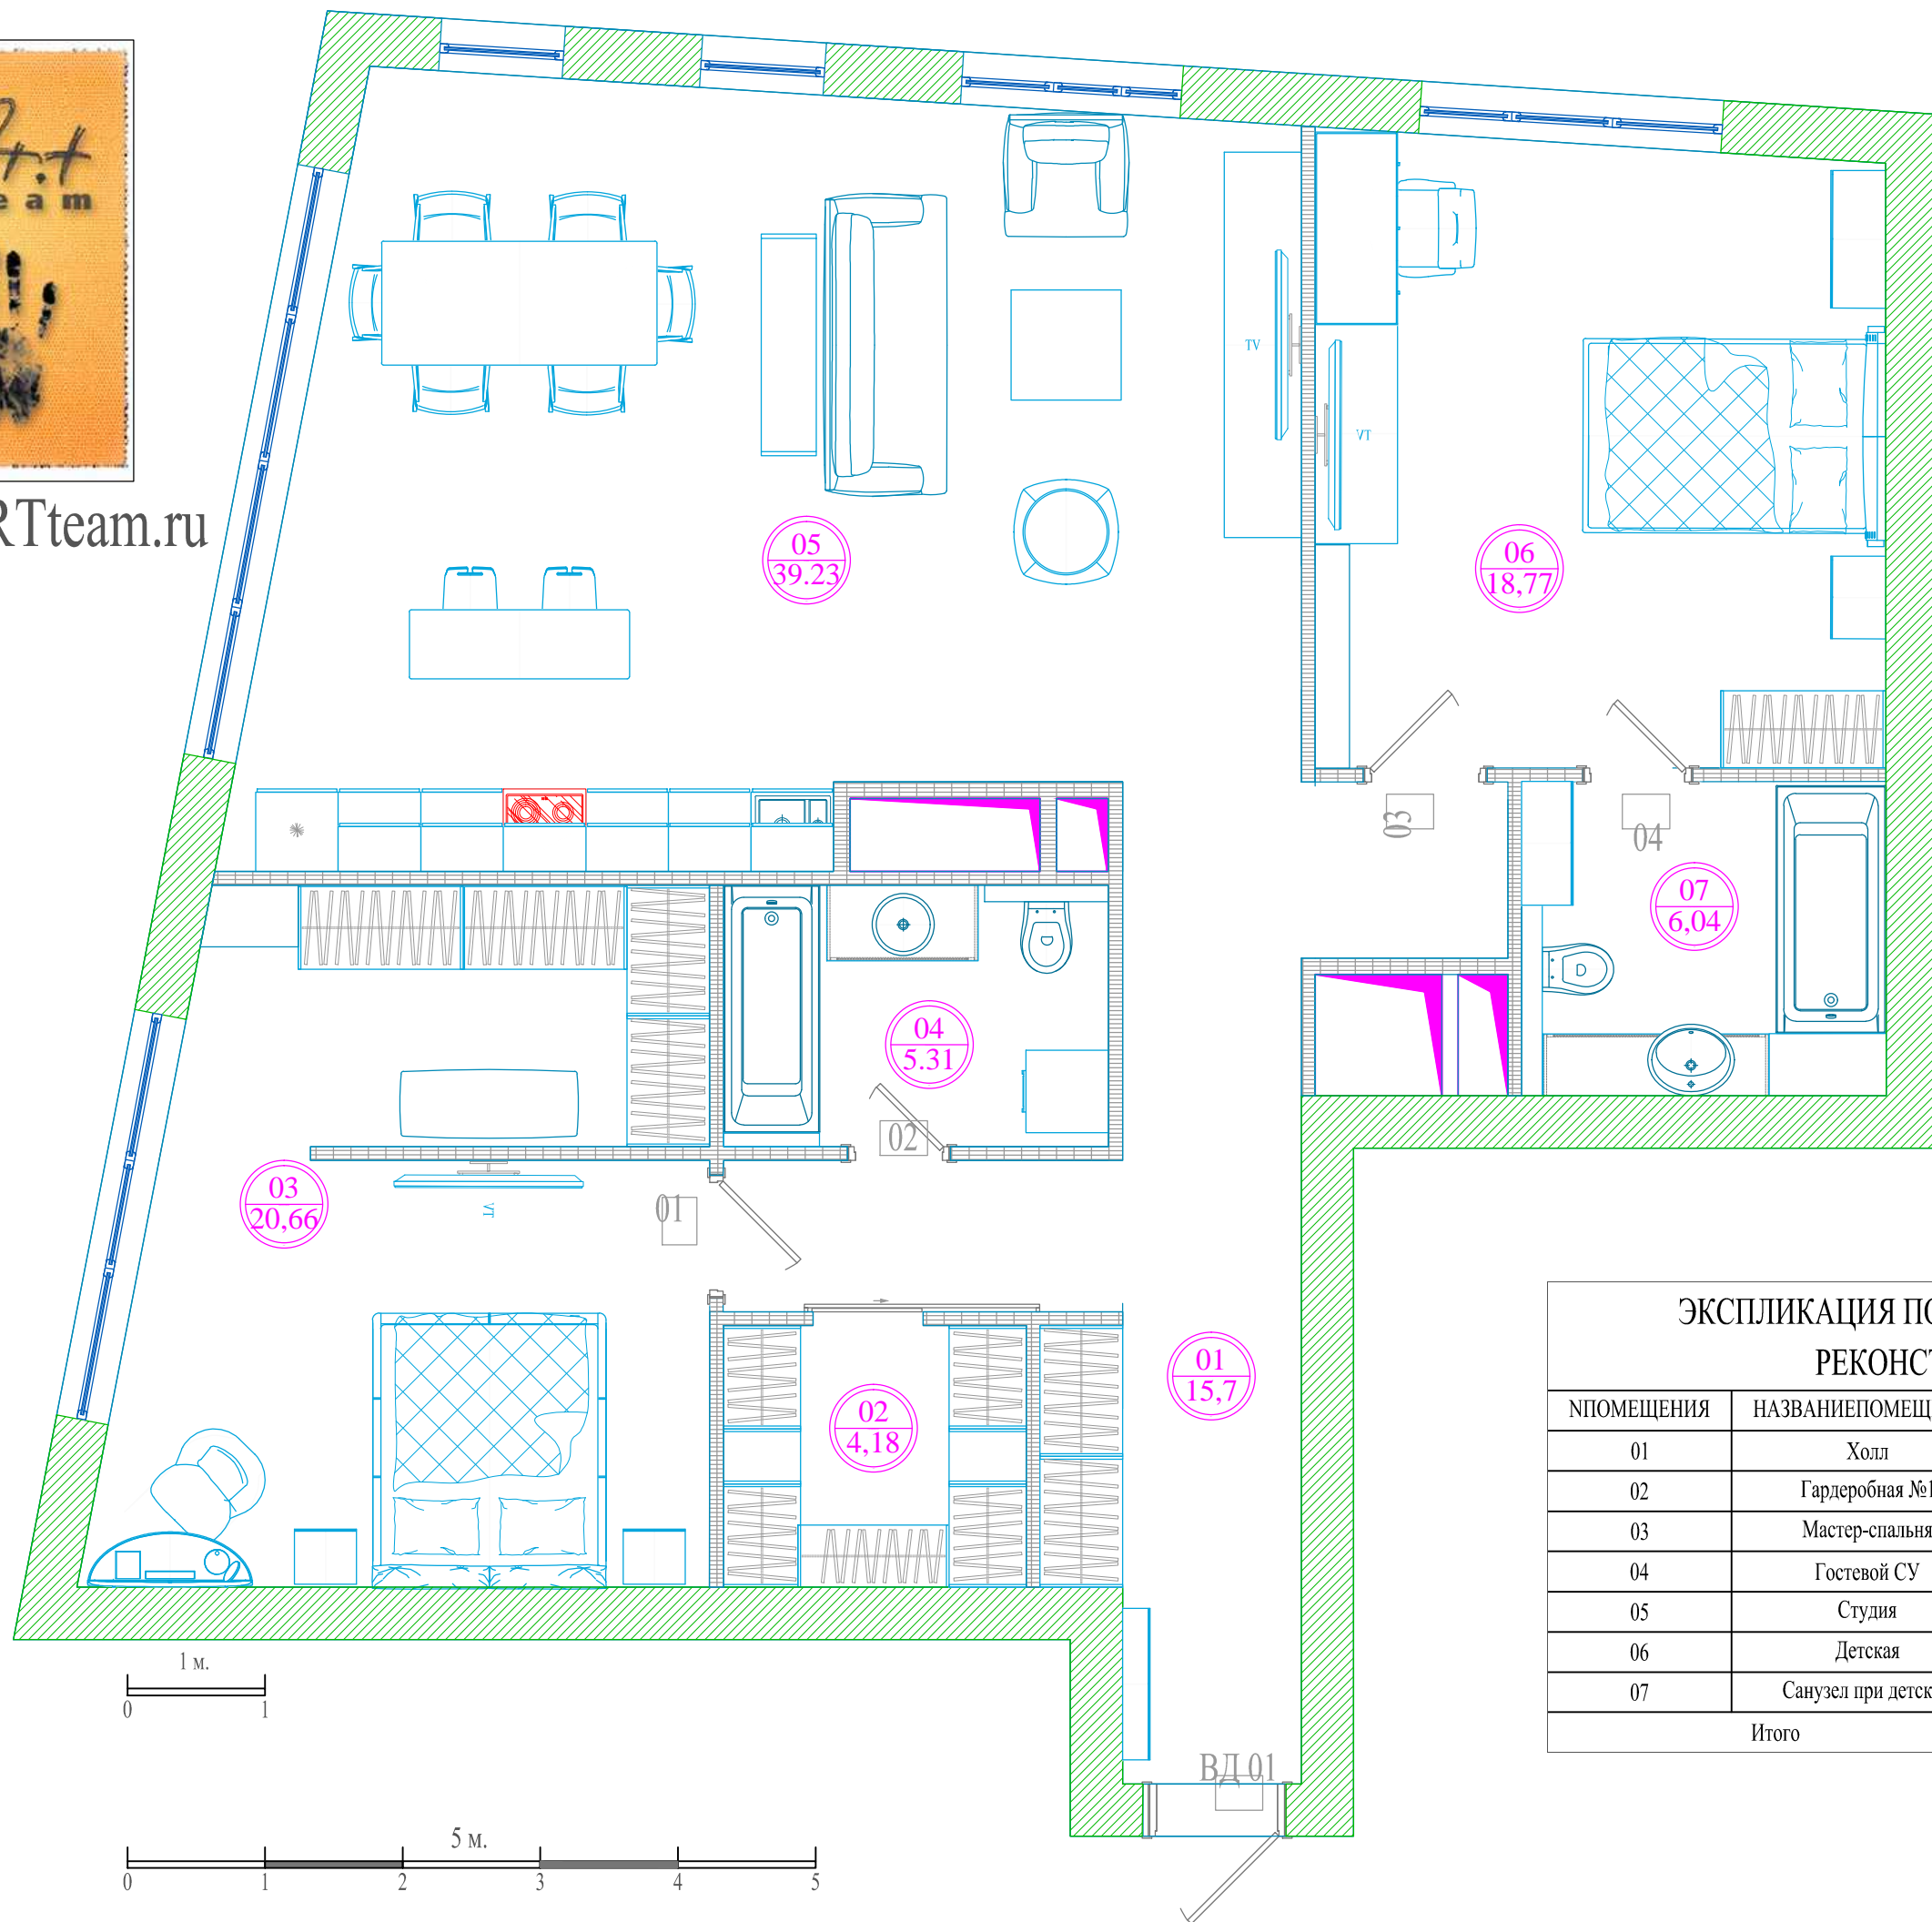 RTteam.ru
eam
TV
VT
05
39.23
06
18,77
03
04
07
6,04
04
5.31
02
03
20,66
VT
01
02
4,18
01
15,7
ВД 01
1 м.
0 1
5 м.
0 1 2 3 4 5
ЭКСПЛИКАЦИЯ ПО
РЕКОНСТ
NПОМЕЩЕНИЯ НАЗВАНИЕПОМЕЩ
01 Холл
02 Гардеробная №1
03 Мастер-спальня
04 Гостевой СУ
05 Студия
06 Детская
07 Санузел при детск
Итого